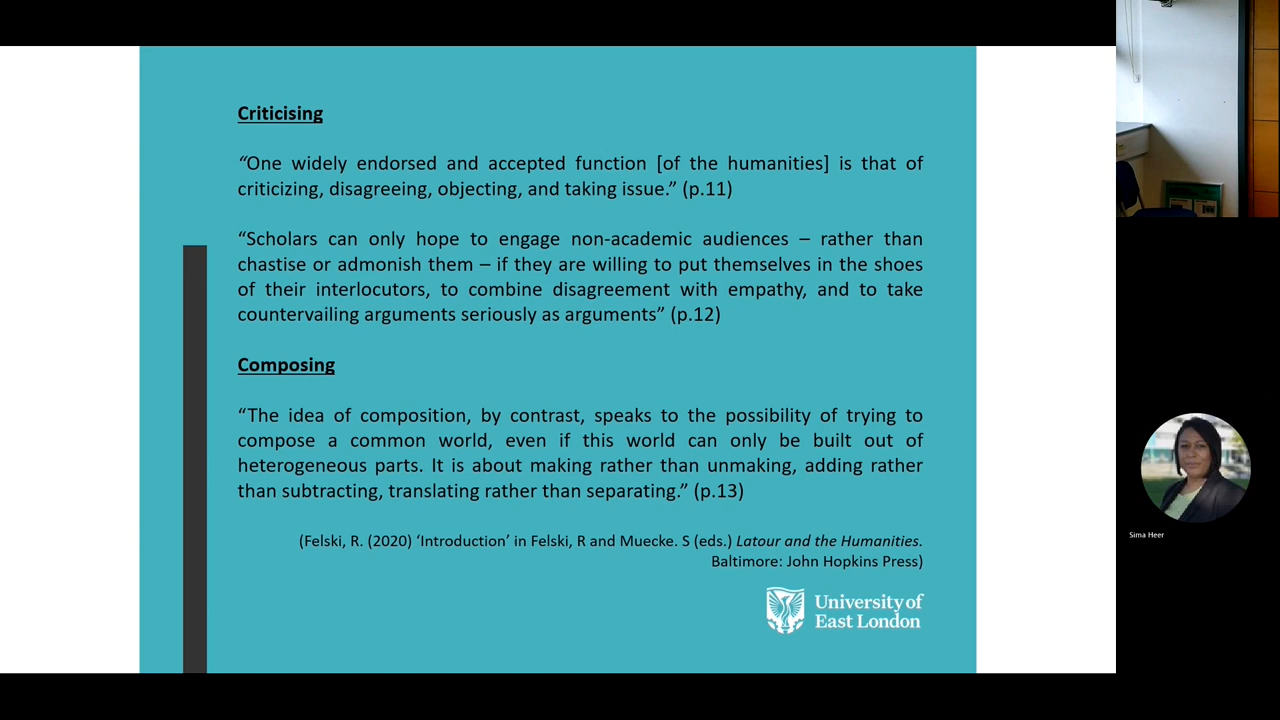 Criticising
“One widely endorsed and accepted function [of the humanities] is that of
criticizing, disagreeing, objecting, and taking issue.” (p.11)
“Scholars can only hope to engage non-academic audiences – rather than
chastise or admonish them – if they are willing to put themselves in the shoes
of their interlocutors, to combine disagreement with empathy, and to take
countervailing arguments seriously as arguments” (p.12)
Composing
“The idea of composition, by contrast, speaks to the possibility of trying to
compose a common world, even if this world can only be built out of
heterogeneous parts. It is about making rather than unmaking, adding rather
than subtracting, translating rather than separating.” (p.13)
(Felski, R. (2020) ‘Introduction’ in Felski, R and Muecke. S (eds.) Latour and the Humanities.
Baltimore: John Hopkins Press)
University of
East London
Sima Heer